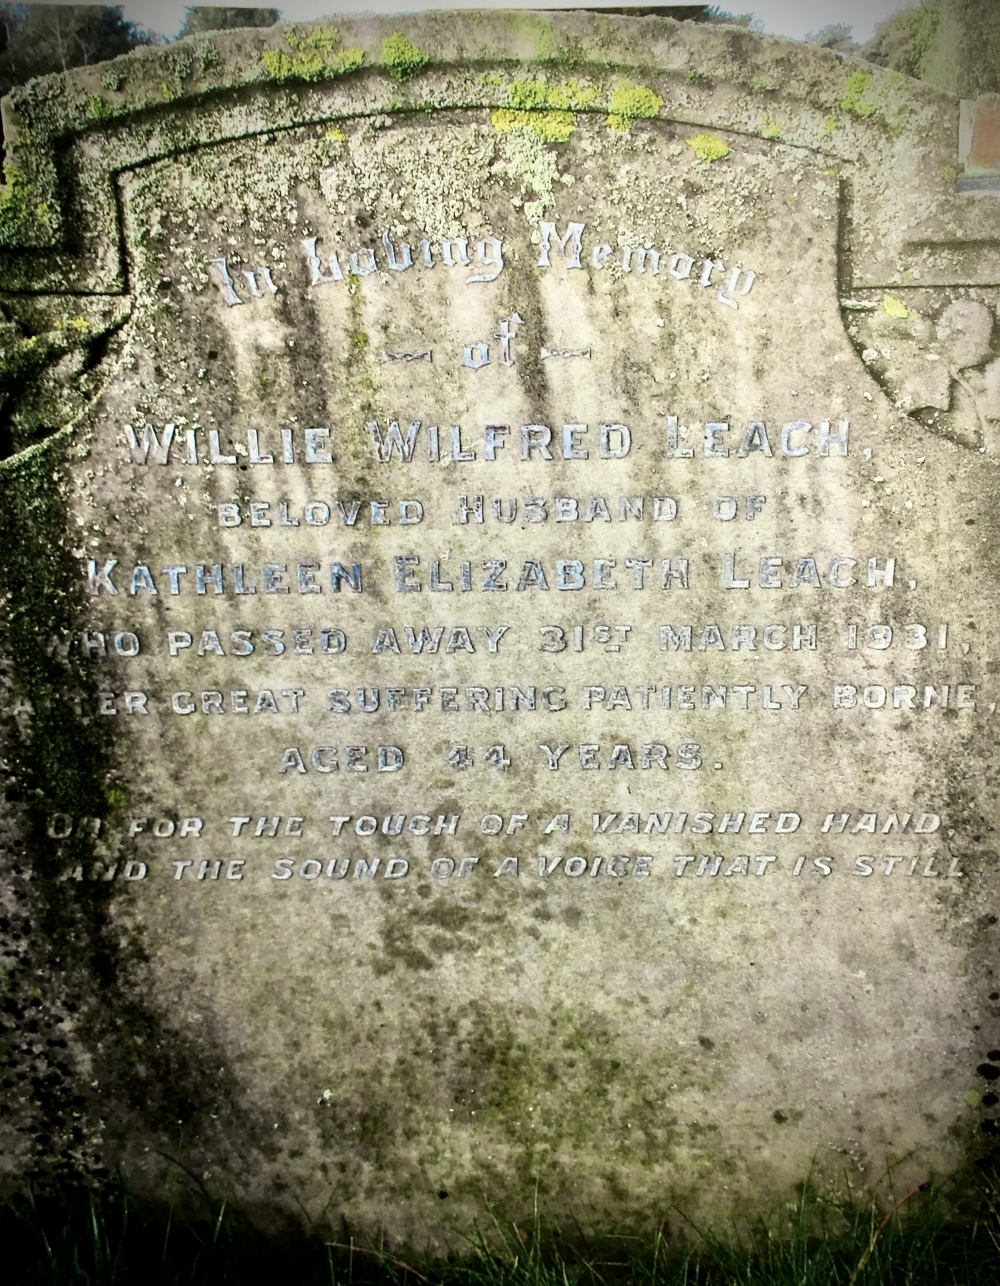 In Loving Memory
of
WILLIE WILFRED LEACH,
BELOVED HUSBAND OF
KATHLEEN ELIZABETH LEACH,
WHO PASSED AWAY 31ST MARCH 1931,
AFTER GREAT SUFFERING PATIENTLY BORNE,
AGED 44 YEARS.
OH FOR THE TOUCH OF A VANISHED HAND,
AND THE SOUND OF A VOICE THAT IS STILL